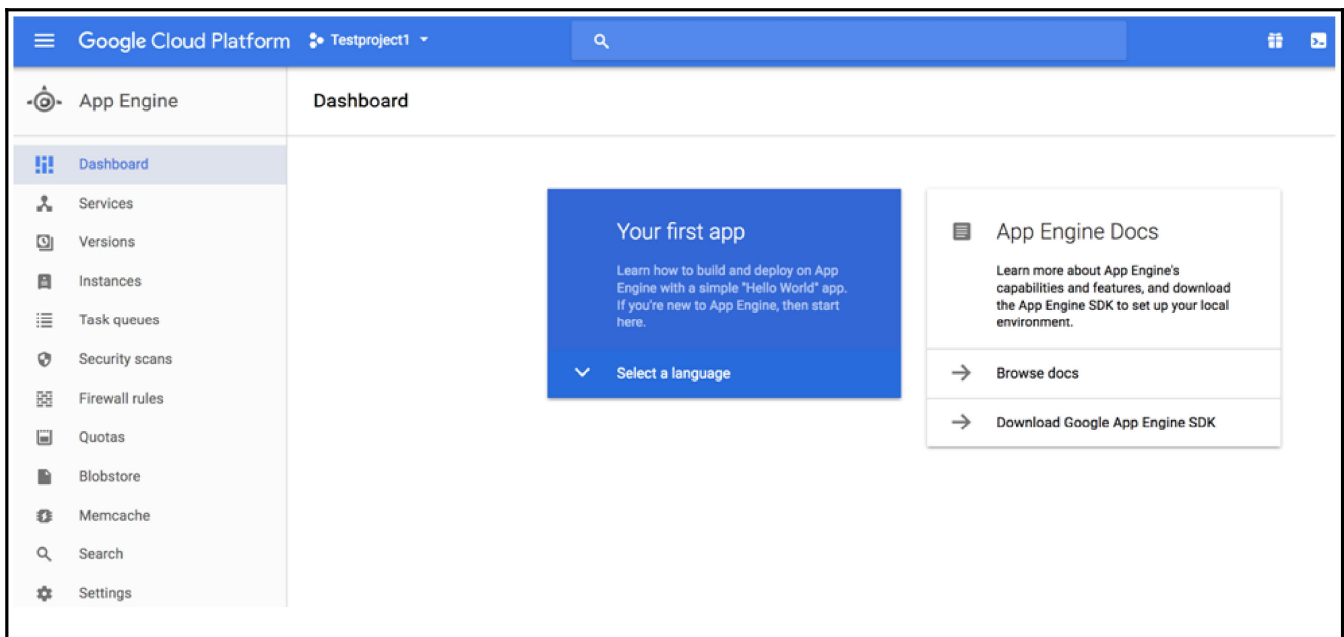 Google Cloud Platform
Testproject1
App Engine
Dashboard
Dashboard
Services
Versions
Instances
Task queues
Security scans
Firewall rules
Quotas
Blobstore
Memcache
Search
Settings
Your first app
Learn how to build and deploy on App
Engine with a simple "Hello World" app.
If you're new to App Engine, then start
here.
Select a language
App Engine Docs
Learn more about App Engine's
capabilities and features, and download
the App Engine SDK to set up your local
environment.
Browse docs
Download Google App Engine SDK